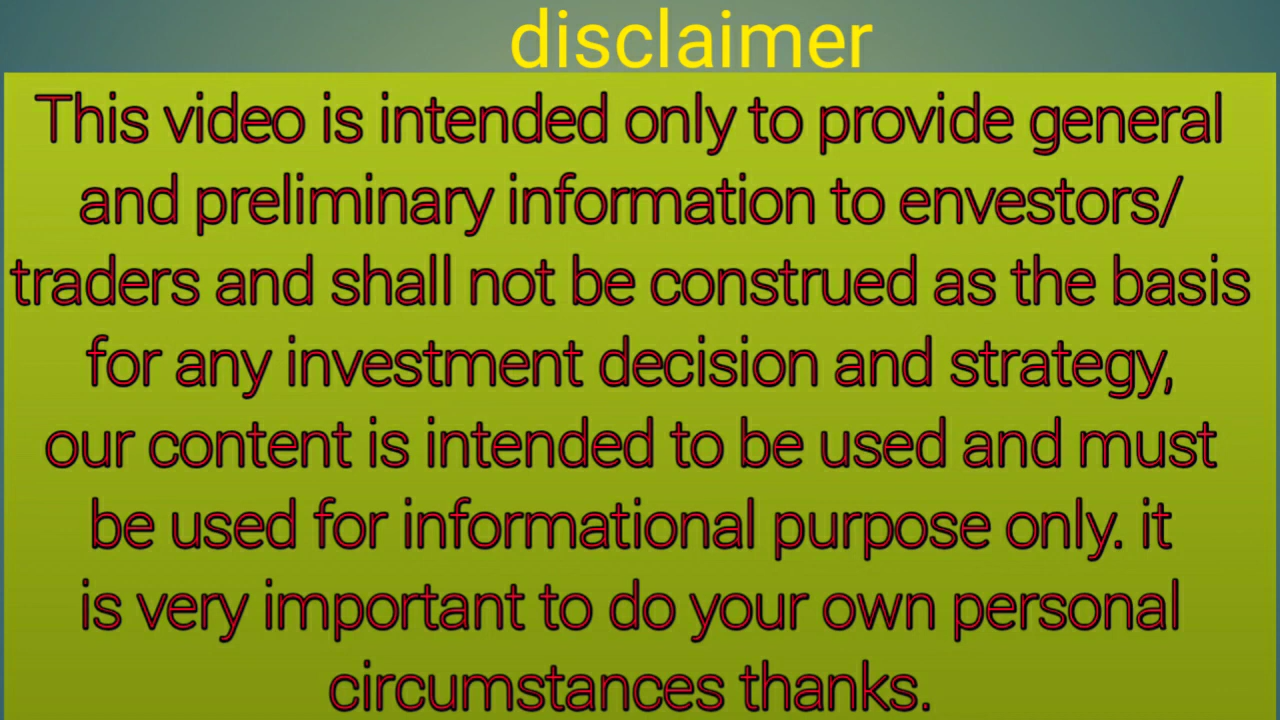 disclaimer
This video is intended only to provide general
and preliminary information to envestors/
traders and shall not be construed as the basis
for any investment decision and strategy,
our content is intended to be used and must
be used for informational purpose only. it
is very important to do your own personal
circumstances thanks.